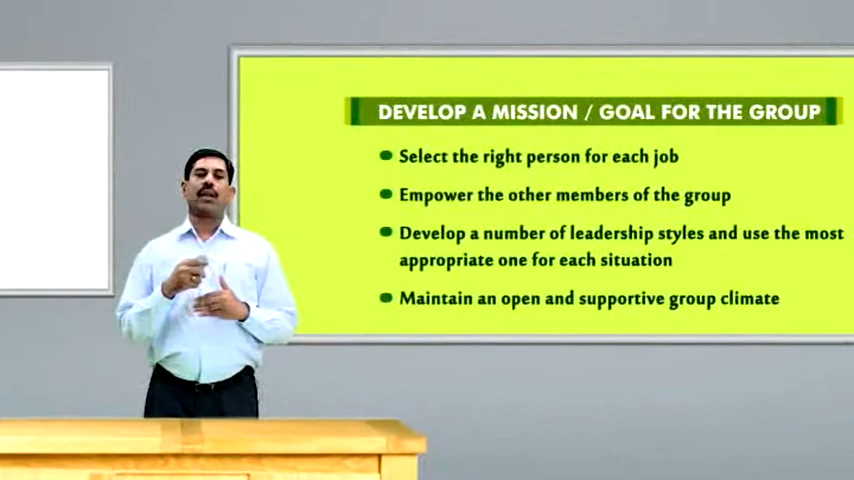 DEVELOP A MISSION / GOAL FOR THE GROUP
Select the right person for each job
Empower the other members of the group
Develop a number of leadership styles and use the most
appropriate one for each situation
Maintain an open and supportive group climate